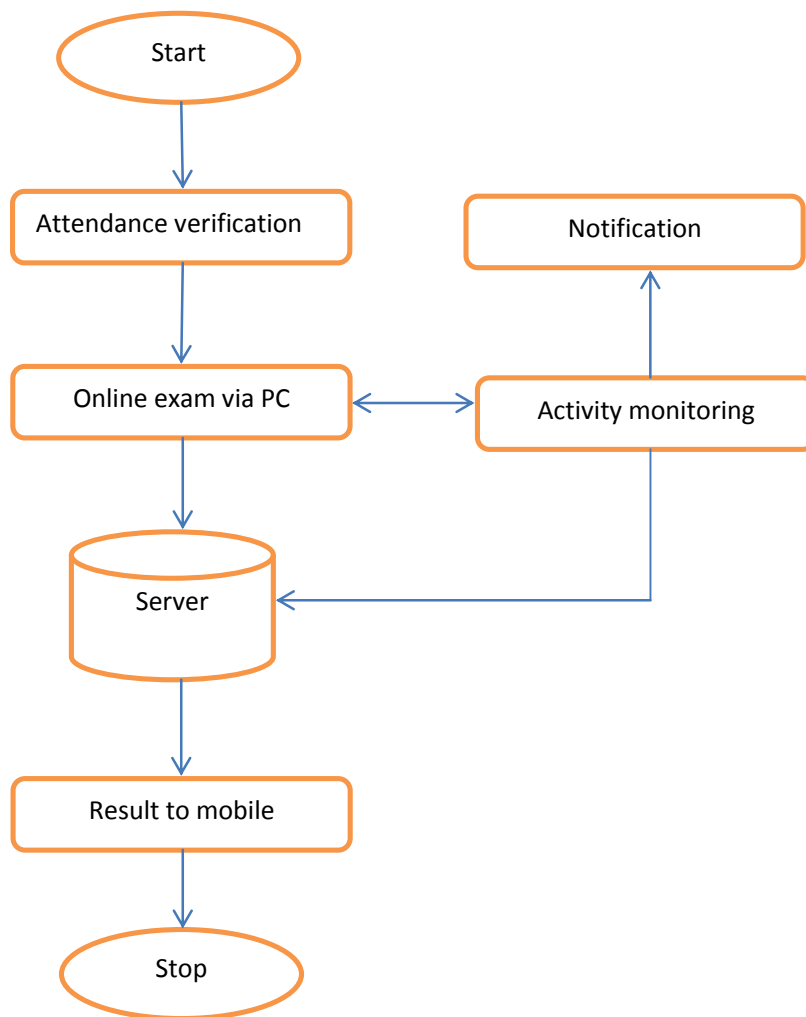 Start
Attendance verification
Notification
Online exam via PC
Activity monitoring
Server
Result to mobile
Stop